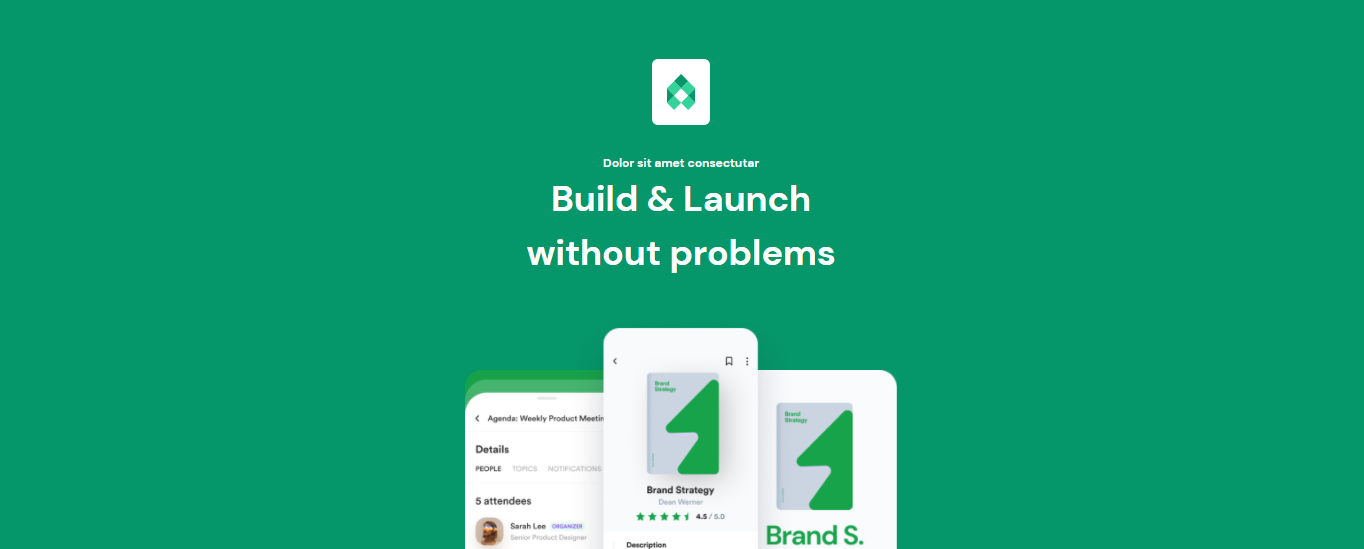 Dolor sit amet consectutar
Build & Launch
without problems
Agenda: Weekly Product Meetin
Details
PEOPLE TOPICS NOTIFICATIONS
5 attendees
Sarah Lee ORGANIZER
Senior Product Designer
Brand
Strategy
Brand Strategy
Dean Werner
4.5 / 5.0
Description
Brand
Strategy
Brand S.